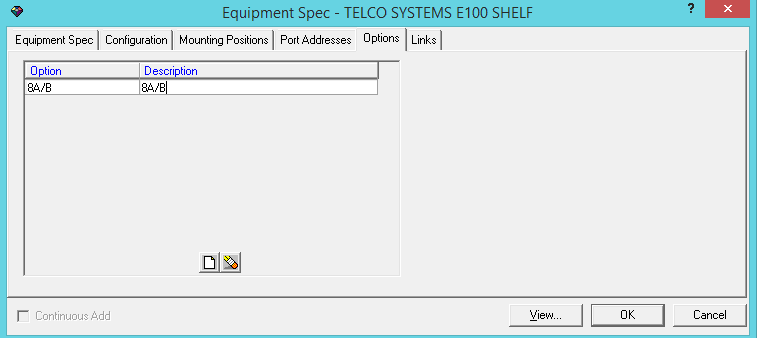 Equipment Spec - TELCO SYSTEMS E100 SHELF
?
Equipment Spec Configuration Mounting Positions Port Addresses Options Links
Option Description
8A/B 8A/B
Continuous Add View... OK Cancel